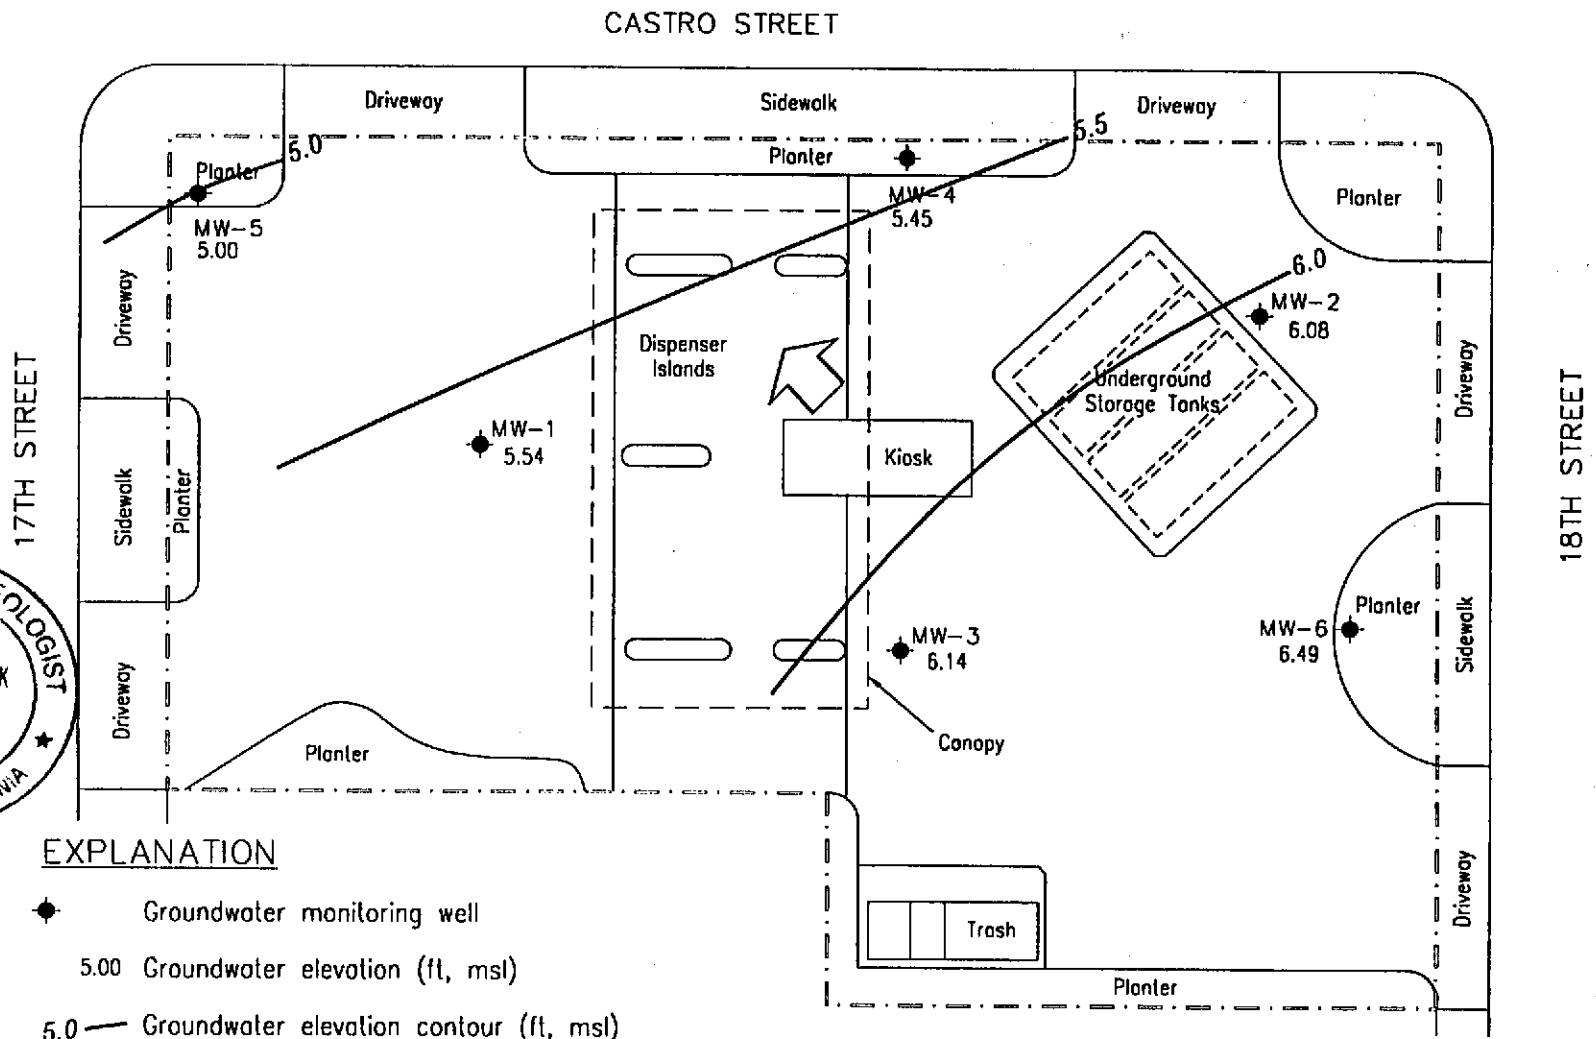 CASTRO STREET
Driveway
Sidewalk
Driveway
5.0
5.5
Planter
Planter
Planter
MW-4
5.45
MW-5
5.00
6.0
MW-2
6.08
Driveway
Dispenser
Islands
Driveway
17TH STREET
18TH STREET
Underground
Storage Tanks
MW-1
5.54
Kiosk
Sidewalk
Planter
OLOGIST
MW-3
6.14
MW-6
6.49
Planter
Sidewalk
Driveway
Planter
Canopy
NIA
EXPLANATION
Groundwater monitoring well
5.00 Groundwater elevation (ft, msl)
5.0 Groundwater elevation contour (ft, msl)
Trash
Driveway
Planter